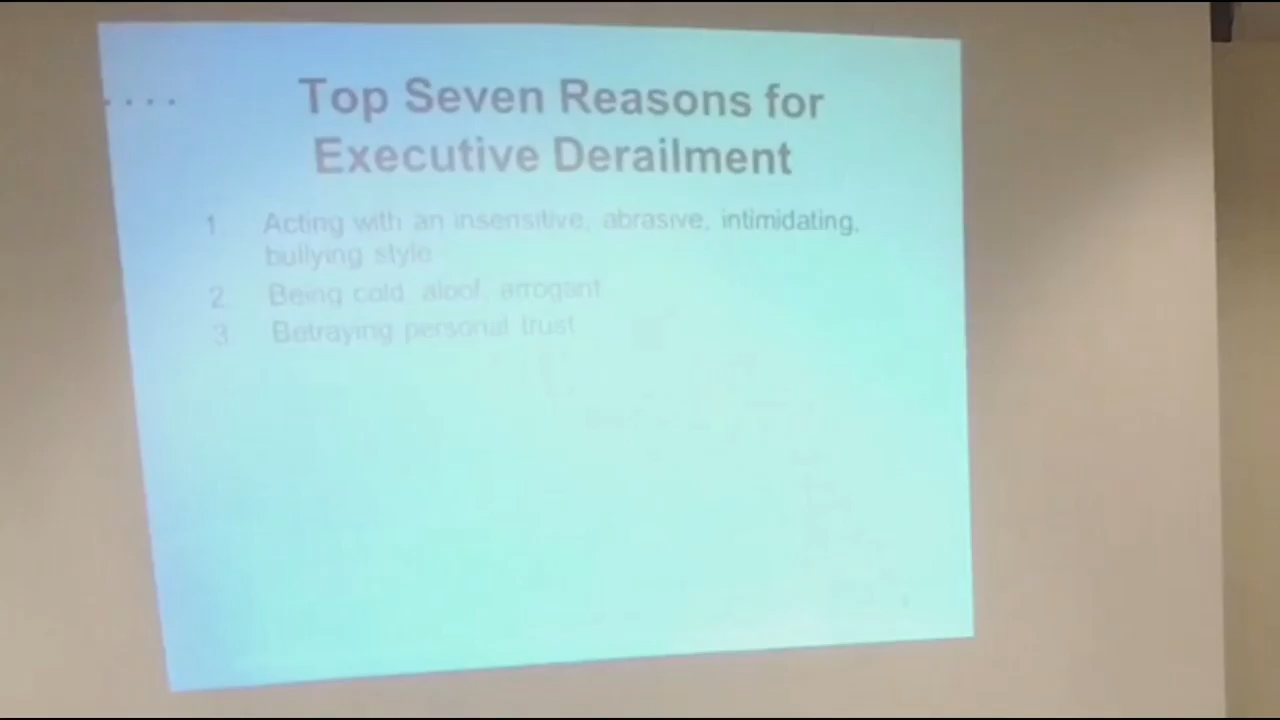 Top Seven Reasons for
Executive Derailment
1. Acting with an insensitive, abrasive, intimidating,
bullying style
2. Being cold, aloof, arrogant
3. Betraying personal trust